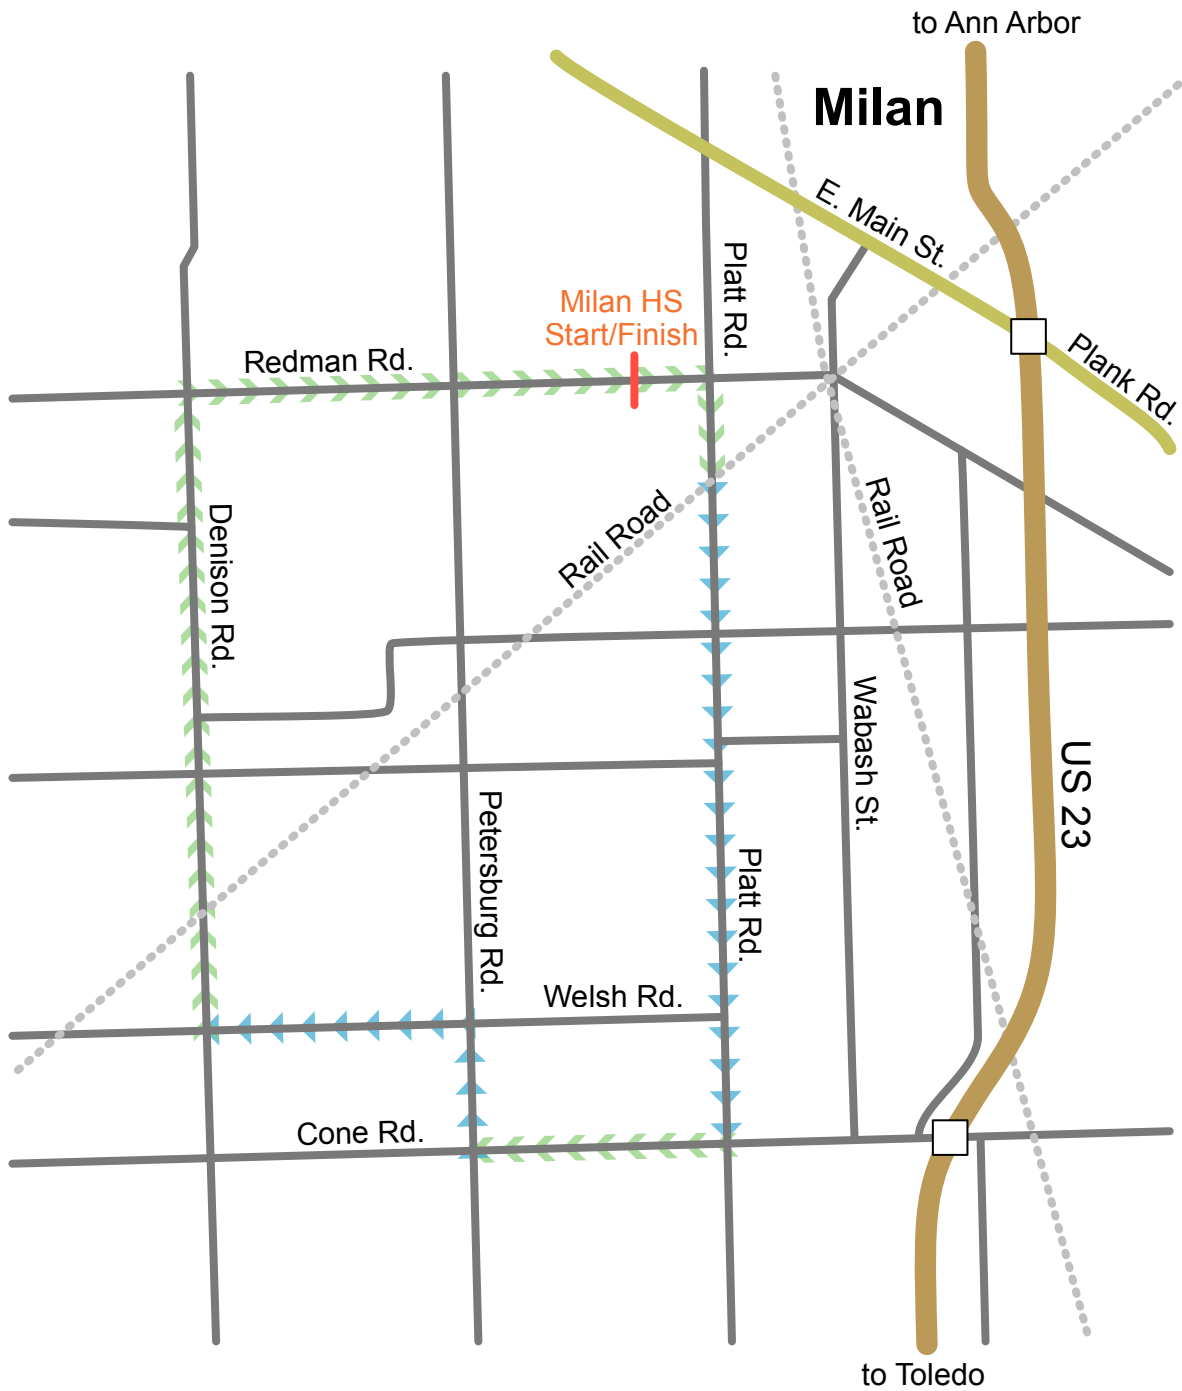 to Ann Arbor
Milan
E. Main St.
Platt Rd.
Milan HS
Start/Finish
Redman Rd.
Plank Rd.
Rail Road
Rail Road
Denison Rd.
Wabash St.
US 23
Petersburg Rd.
Platt Rd.
Welsh Rd.
Cone Rd.
to Toledo